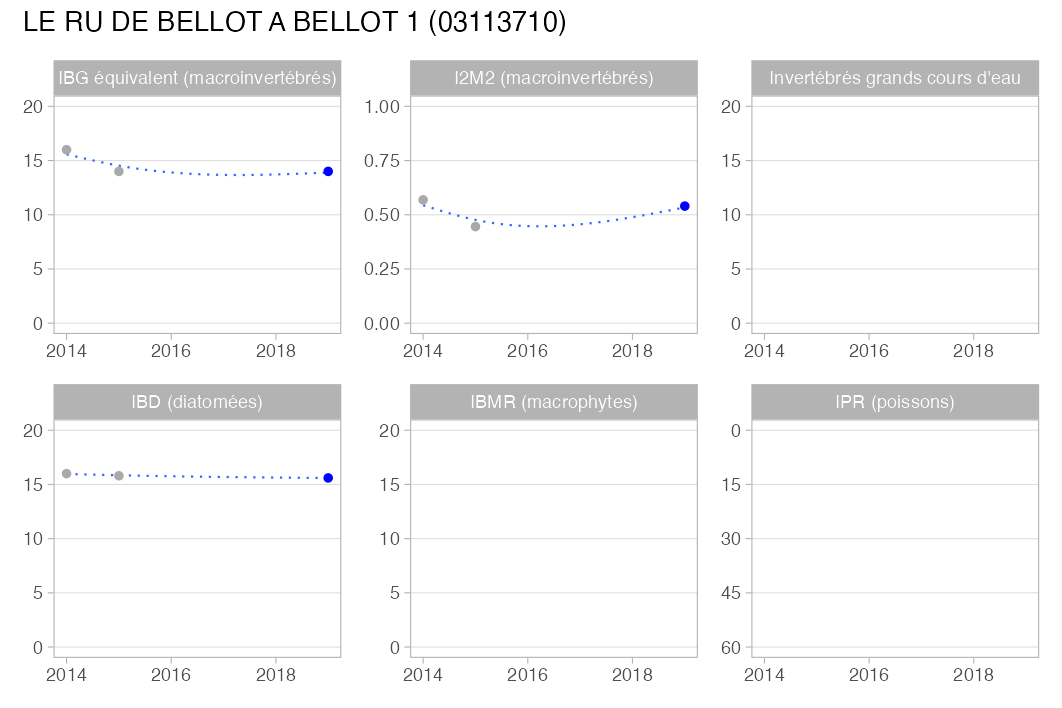 LE RU DE BELLOT A BELLOT 1 (03113710)
IBG équivalent (macroinvertébrés)
20
15
10
5
0
2014 2016 2018
I2M2 (macroinvertébrés)
1.00
0.75
0.50
0.25
0.00
2014 2016 2018
Invertébrés grands cours d'eau
20
15
10
5
0
2014 2016 2018
IBD (diatomées)
20
15
10
5
0
2014 2016 2018
IBMR (macrophytes)
20
15
10
5
0
2014 2016 2018
IPR (poissons)
0
15
30
45
60
2014 2016 2018